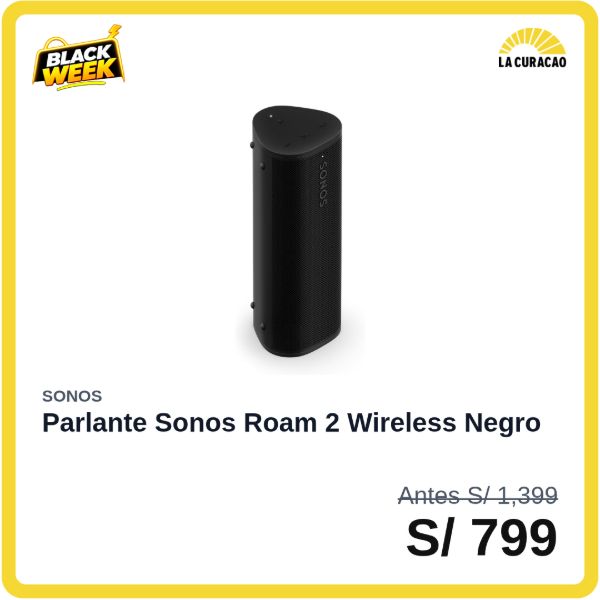 BLACK
WEEK
LA CURACAO
SONOS
SONOS
Parlante Sonos Roam 2 Wireless Negro
Antes S/ 1,399
S/ 799